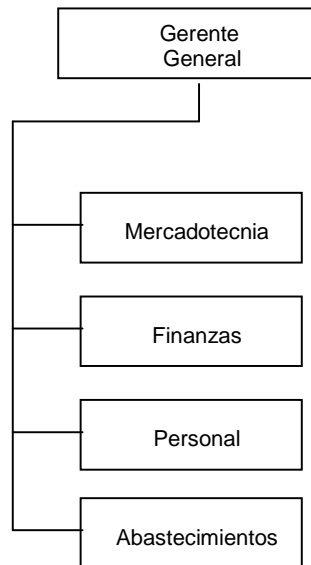 Gerente
General
Mercadotecnia
Finanzas
Personal
Abastecimientos